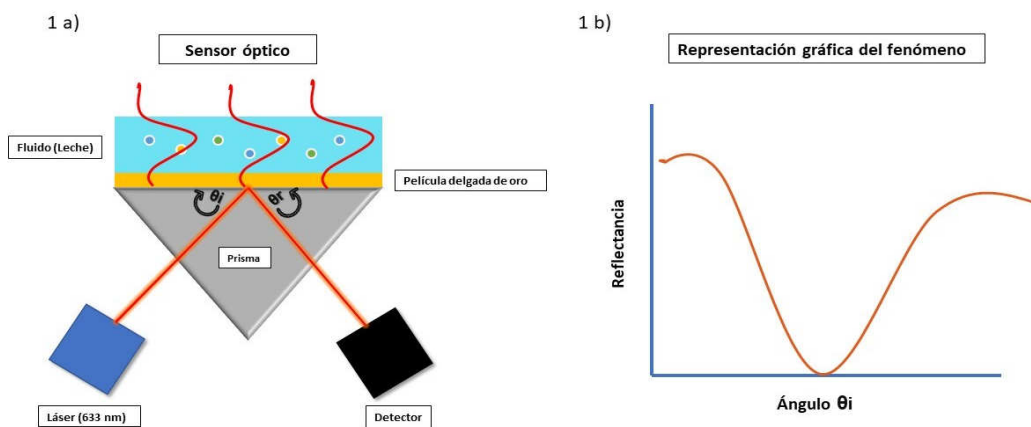 1 a)
Sensor óptico
Fluido (Leche)
Película delgada de oro
θi
θr
Prisma
Láser (633 nm)
Detector
1 b)
Representación gráfica del fenómeno
Reflectancia
Ángulo θi